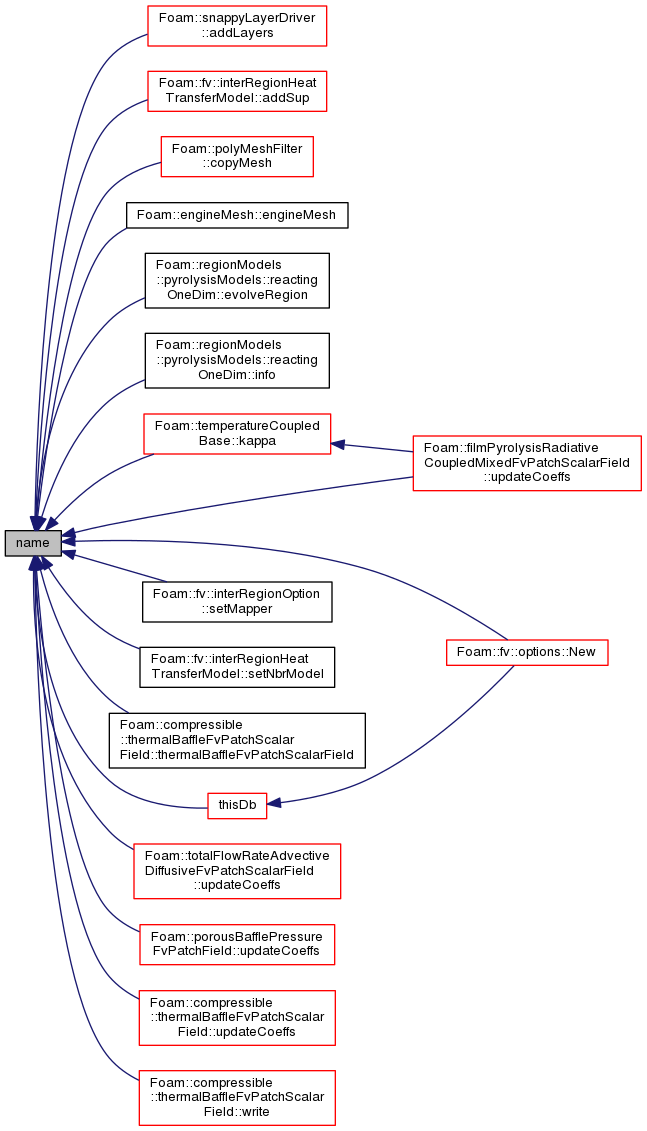 Foam::snappyLayerDriver
::addLayers
Foam::fv::interRegionHeat
TransferModel::addSup
Foam::polyMeshFilter
::copyMesh
Foam::engineMesh::engineMesh
Foam::regionModels
::pyrolysisModels::reacting
OneDim::evolveRegion
Foam::regionModels
::pyrolysisModels::reacting
OneDim::info
Foam::temperatureCoupled
Base::kappa
Foam::filmPyrolysisRadiative
CoupledMixedFvPatchScalarField
::updateCoeffs
name
Foam::fv::interRegionOption
::setMapper
Foam::fv::options::New
Foam::fv::interRegionHeat
TransferModel::setNbrModel
Foam::compressible
::thermalBaffleFvPatchScalar
Field::thermalBaffleFvPatchScalarField
thisDb
Foam::totalFlowRateAdvective
DiffusiveFvPatchScalarField
::updateCoeffs
Foam::porousBafflePressure
FvPatchField::updateCoeffs
Foam::compressible
::thermalBaffleFvPatchScalar
Field::updateCoeffs
Foam::compressible
::thermalBaffleFvPatchScalar
Field::write